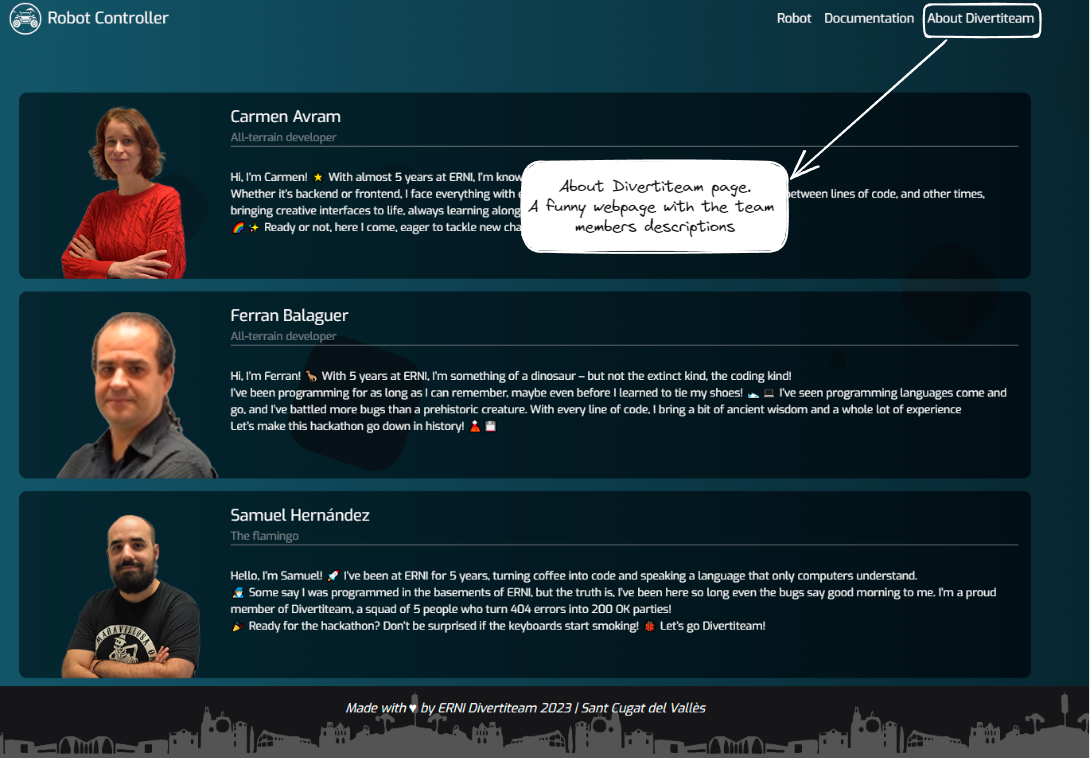 Robot Controller
Robot Documentation About Divertiteam
Carmen Avram
All-terrain developer
Hi, I'm Carmen! ⭐ With almost 5 years at ERNI, I'm know
Whether it's backend or frontend, I face everything with e
between lines of code, and other times,
bringing creative interfaces to life, always learning along
🌈 ✨ Ready or not, here I come, eager to tackle new cha
About Divertiteam page.
A funny webpage with the team
members descriptions
Ferran Balaguer
All-terrain developer
Hi, I'm Ferran! 🦕 With 5 years at ERNI, I'm something of a dinosaur – but not the extinct kind, the coding kind!
I've been programming for as long as I can remember, maybe even before I learned to tie my shoes! 👟 💻 I've seen programming languages come and
go, and I've battled more bugs than a prehistoric creature. With every line of code, I bring a bit of ancient wisdom and a whole lot of experience
Let's make this hackathon go down in history! 🌋 💾
Samuel Hernández
The flamingo
Hello, I'm Samuel! 🚀 I've been at ERNI for 5 years, turning coffee into code and speaking a language that only computers understand.
Some say I was programmed in the basements of ERNI, but the truth is, I've been here so long even the bugs say good morning to me. I'm a proud
member of Divertiteam, a squad of 5 people who turn 404 errors into 200 OK parties!
🎉 Ready for the hackathon? Don't be surprised if the keyboards start smoking! 🐞 Let's go Divertiteam!
Made with ♥ by ERNI Divertiteam 2023 | Sant Cugat del Vallès